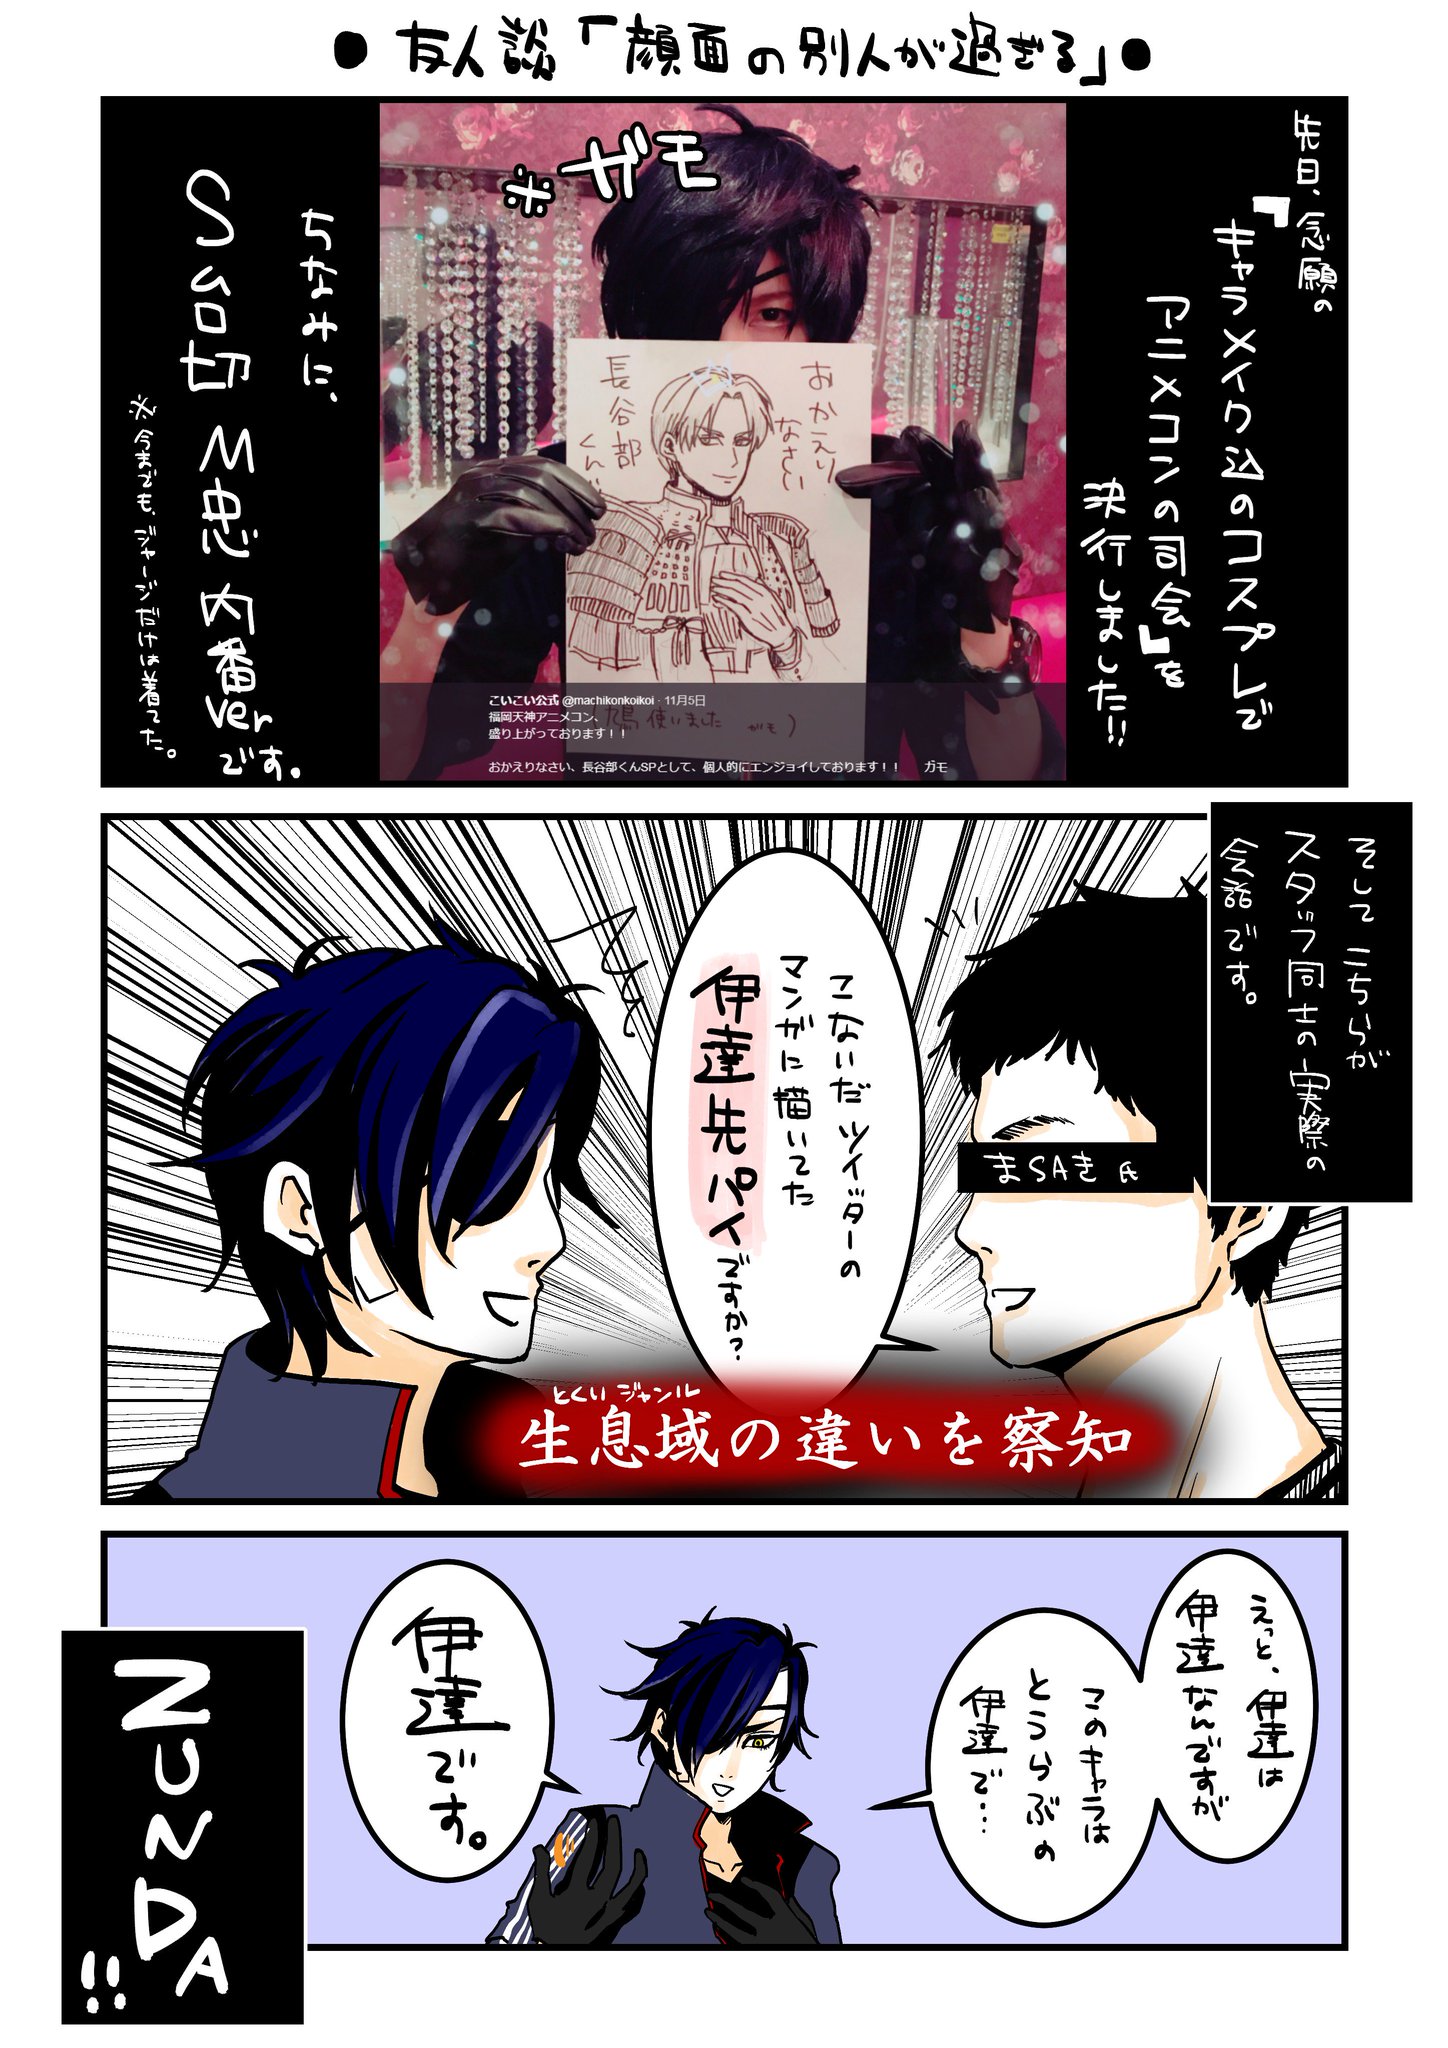 ●友人談「顔面の別人が過ぎる」●
先日、念願の
『キャラメイク込のコスプレで
アニメコンの司会』を
決行しました!!
※ガモ
おかえり
なさい
長谷部
くん
こいこい公式 @machikonkoikoi · 11月5日
福岡天神アニメコン、
盛り上がっております!!
使いました ガモ)
おかえりなさい、長谷部くんSPとして、個人的にエンジョイしております!! ガモ
ちなみに、
S台切 M忠 内番verです。
※今までも、ジャージだけは着てた。
そしてこちらが
スタッフ同士の実際の
会話です。
まSAき氏
こないだツイッターの
マンガに描いてた
伊達先パイですか?
とくいジャンル
生息域の違いを察知
えっと、伊達は
伊達なんですが
このキャラは
とうらぶの
伊達で…
伊達です。
ZUNDA!!